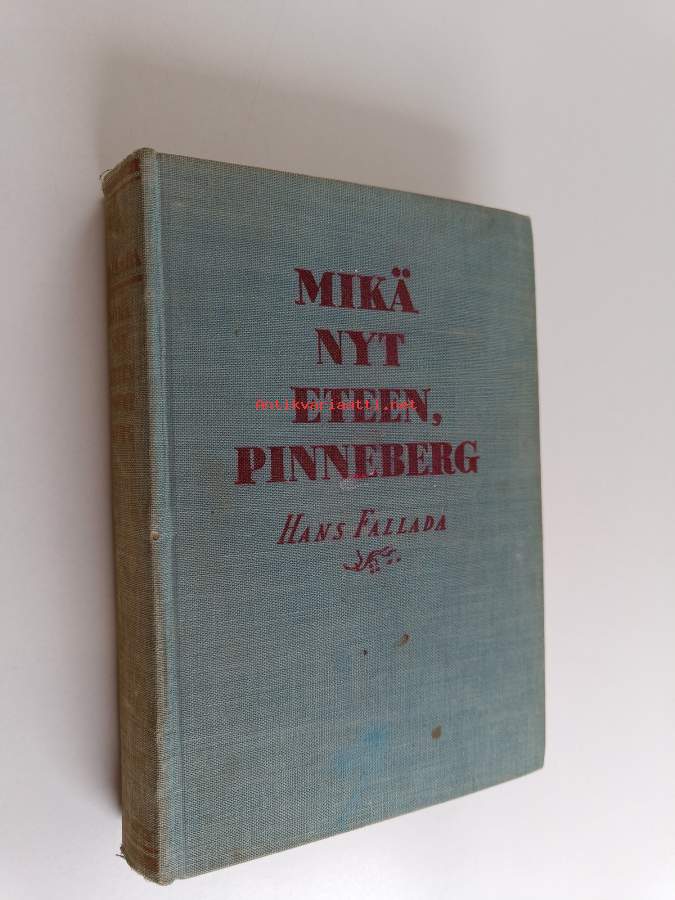 MIKÄ
NYT
ETEEN,
Antikvariaatti.net
PINNEBERG
HANS FALLADA